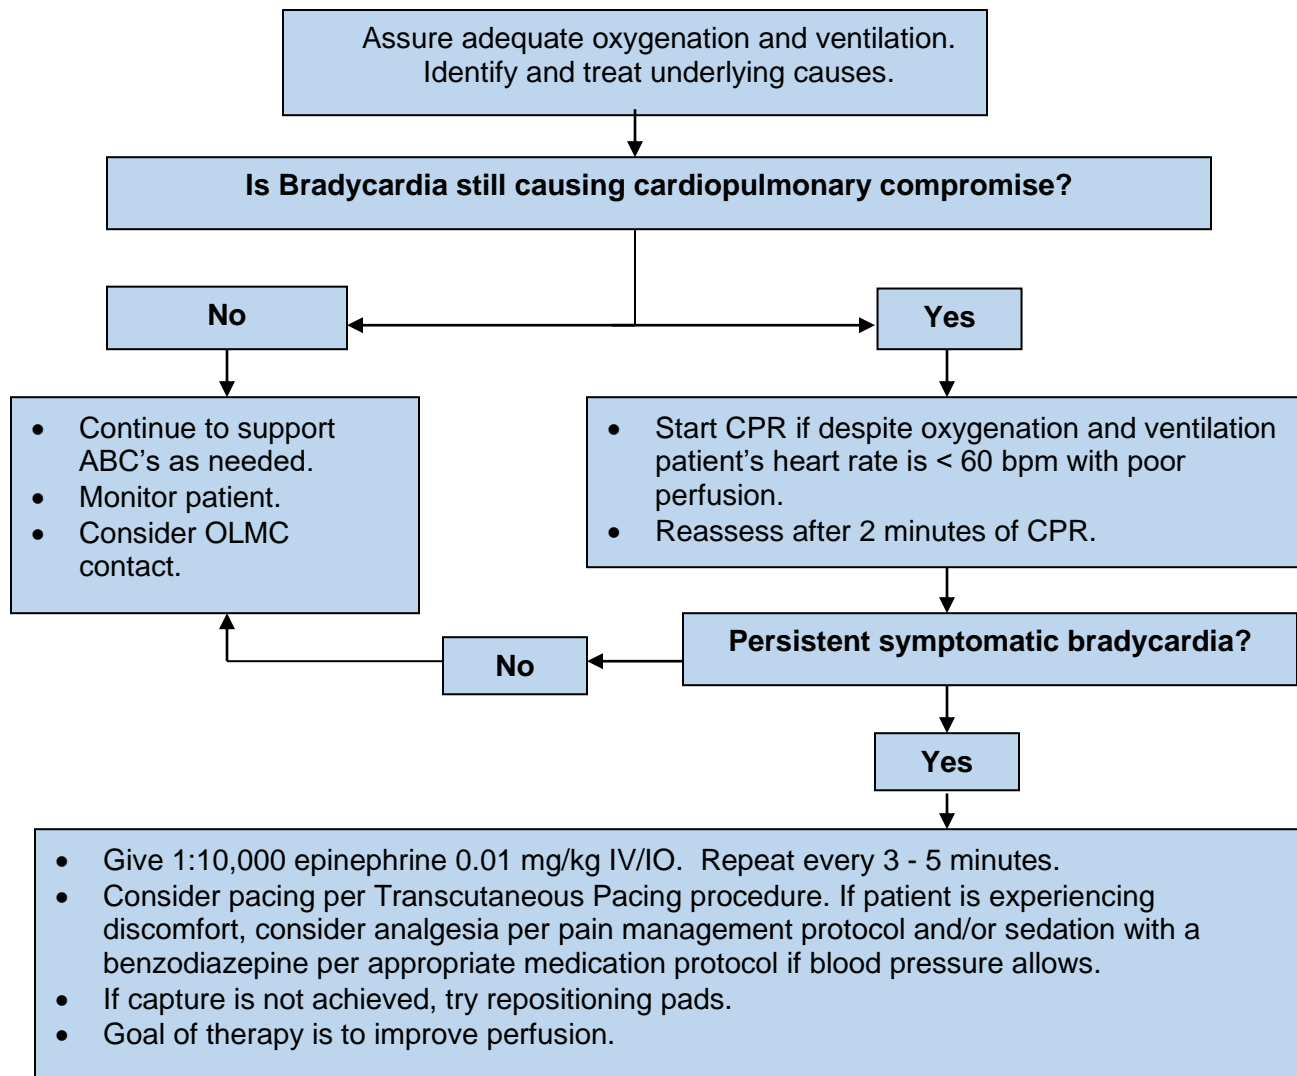 Assure adequate oxygenation and ventilation.
Identify and treat underlying causes.
Is Bradycardia still causing cardiopulmonary compromise?
No
Yes
• Continue to support
ABC's as needed.
• Monitor patient.
• Consider OLMC
contact.
• Start CPR if despite oxygenation and ventilation
patient’s heart rate is < 60 bpm with poor
perfusion.
• Reassess after 2 minutes of CPR.
Persistent symptomatic bradycardia?
No
Yes
• Give 1:10,000 epinephrine 0.01 mg/kg IV/IO.  Repeat every 3 - 5 minutes.
• Consider pacing per Transcutaneous Pacing procedure. If patient is experiencing
discomfort, consider analgesia per pain management protocol and/or sedation with a
benzodiazepine per appropriate medication protocol if blood pressure allows.
• If capture is not achieved, try repositioning pads.
• Goal of therapy is to improve perfusion.